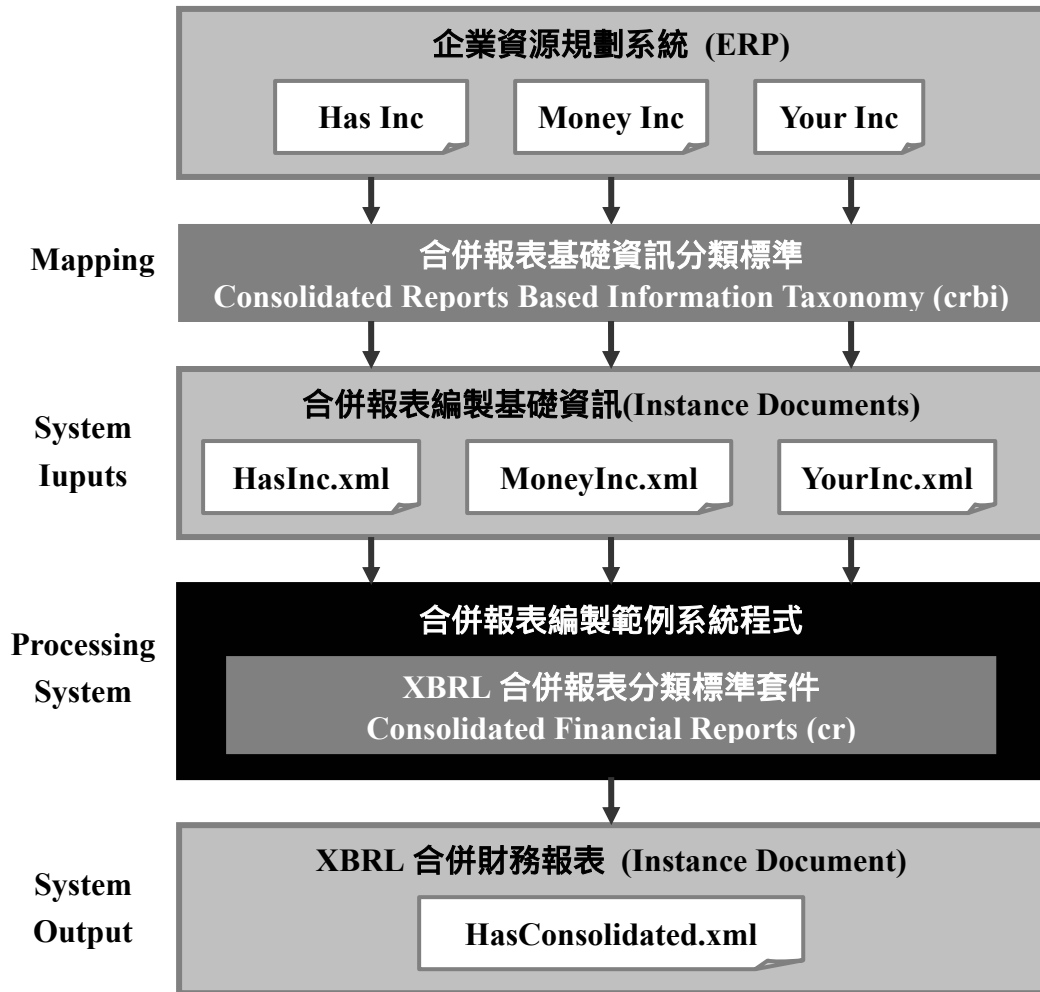 企業資源規劃系統 (ERP)
Has Inc
Money Inc
Your Inc
Mapping
合併報表基礎資訊分類標準
Consolidated Reports Based Information Taxonomy (crbi)
System
Iuputs
合併報表編製基礎資訊(Instance Documents)
HasInc.xml
MoneyInc.xml
YourInc.xml
Processing
System
合併報表編製範例系統程式
XBRL 合併報表分類標準套件
Consolidated Financial Reports (cr)
System
Output
XBRL 合併財務報表 (Instance Document)
HasConsolidated.xml